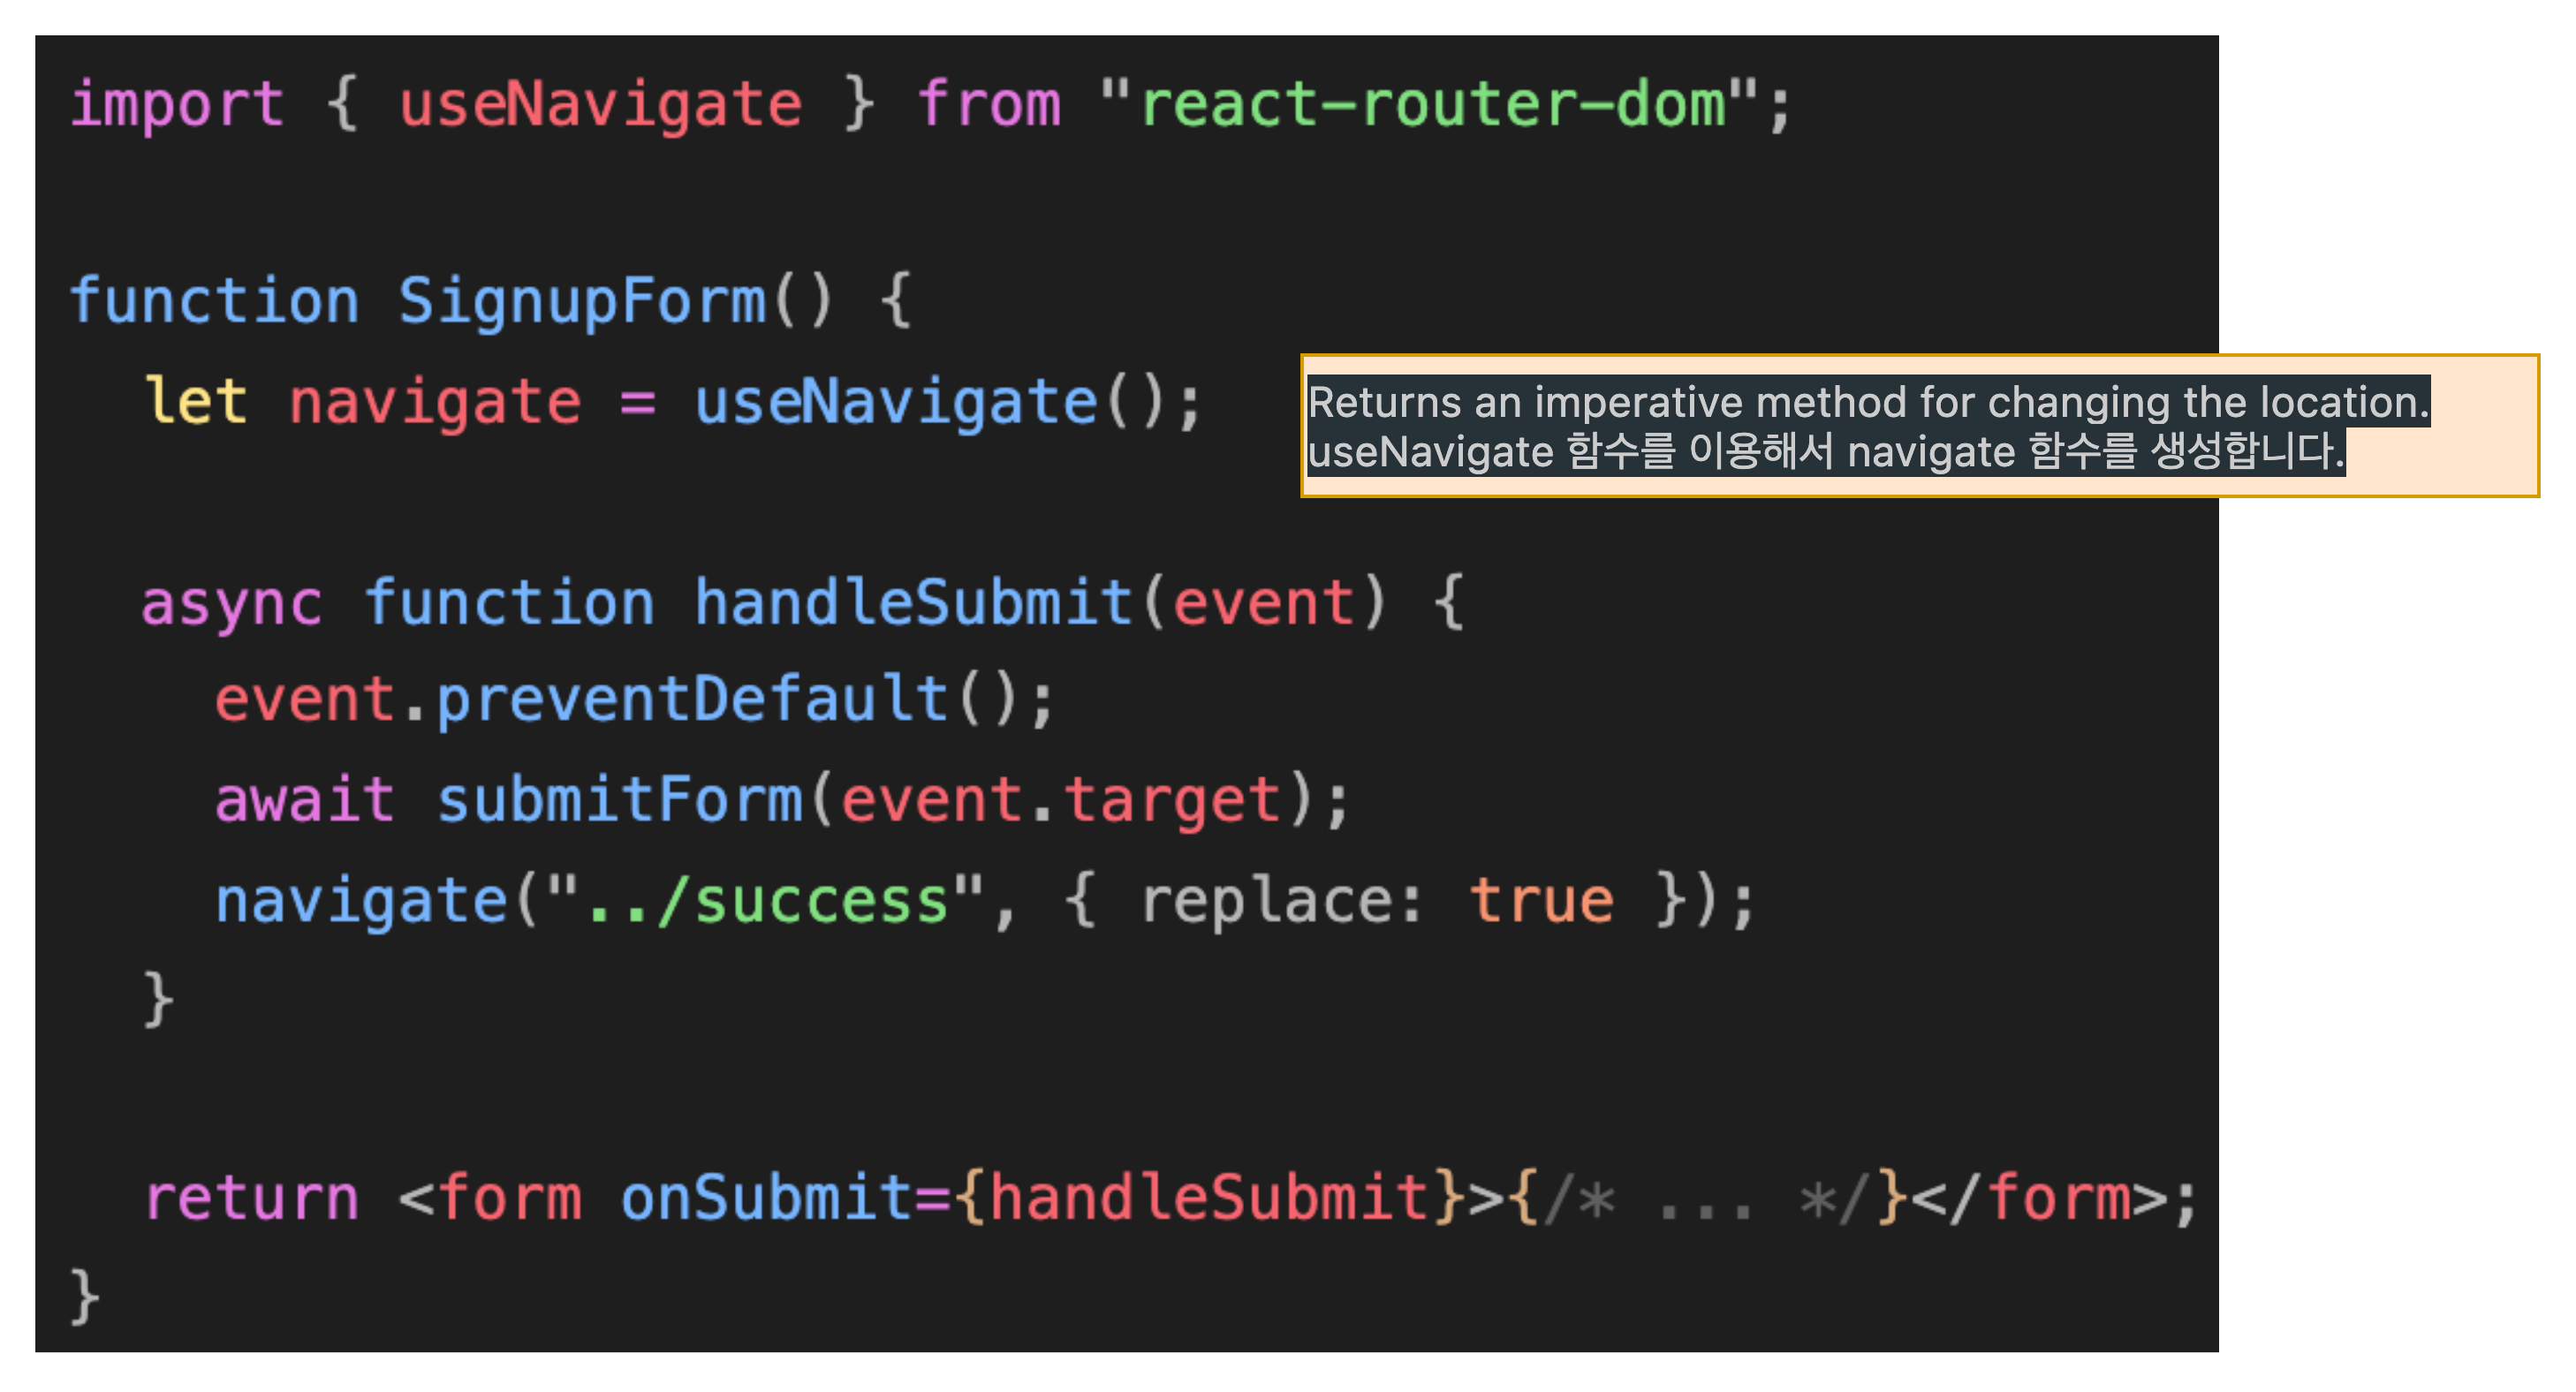 import { useNavigate } from "react-router-dom";
function SignupForm() {
let navigate = useNavigate();
Returns an imperative method for changing the location.
useNavigate 함수를 이용해서 navigate 함수를 생성합니다.
async function handleSubmit(event) {
event.preventDefault();
await submitForm(event.target);
navigate("../success", { replace: true });
}
return <form onSubmit={handleSubmit}>{/* ... */}</form>;
}